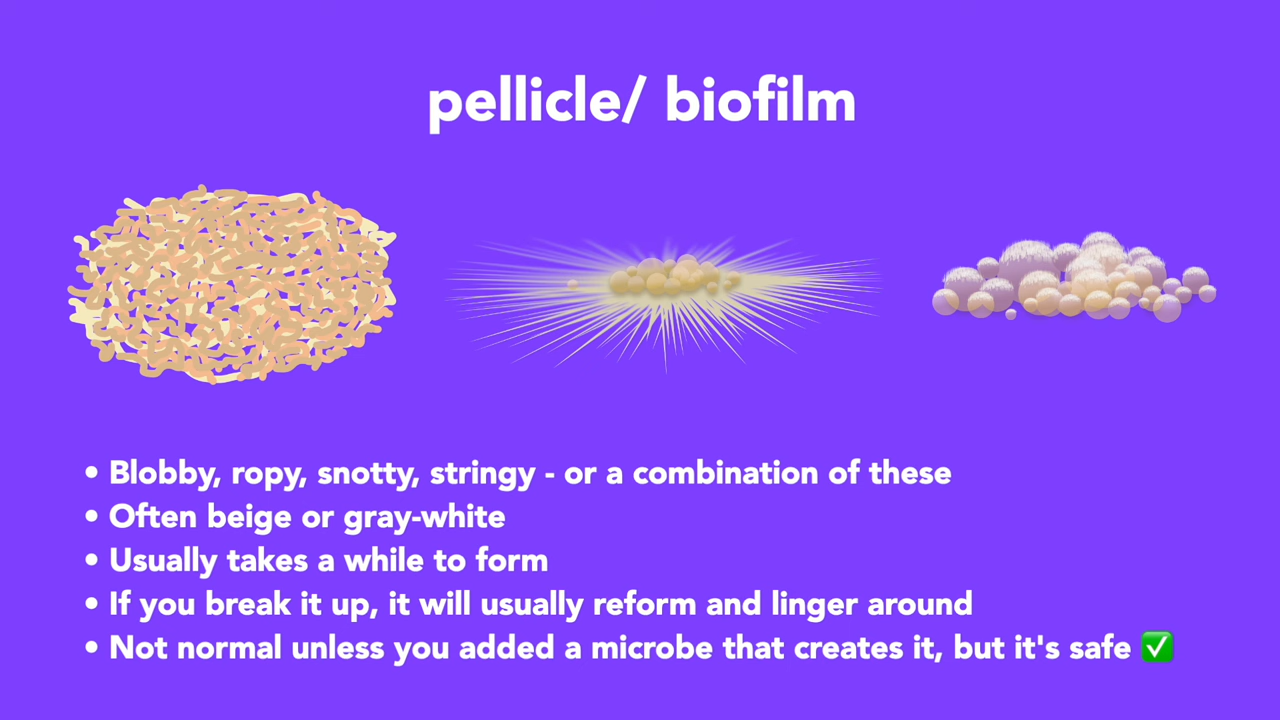 pellicle/ biofilm
• Blobby, ropy, snotty, stringy - or a combination of these
• Often beige or gray-white
• Usually takes a while to form
• If you break it up, it will usually reform and linger around
• Not normal unless you added a microbe that creates it, but it's safe ✅